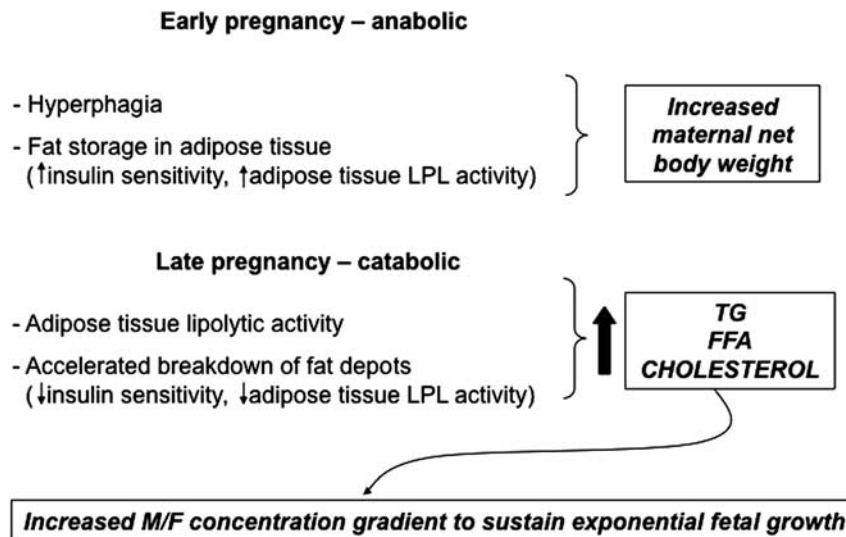 Early pregnancy – anabolic
- Hyperphagia
- Fat storage in adipose tissue
(↑insulin sensitivity, ↑adipose tissue LPL activity)
Increased
maternal net
body weight
Late pregnancy – catabolic
- Adipose tissue lipolytic activity
- Accelerated breakdown of fat depots
(↓insulin sensitivity, ↓adipose tissue LPL activity)
TG
FFA
CHOLESTEROL
Increased M/F concentration gradient to sustain exponential fetal growth